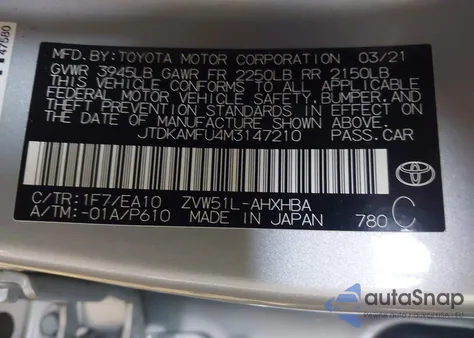 47580
MFD.BY:TOYOTA MOTOR CORPORATION 03/21
GVWR 3945LB GAWR FR 2250LB RR 2150LB
THIS VEHICLE CONFORMS TO ALL APPLICABLE
FEDERAL MOTOR VEHICLE SAFETY,BUMPER,AND
THEFT PREVENTION STANDARDS IN EFFECT ON
THE DATE OF MANUFACTURE SHOWN ABOVE.
JTDKAMFU4M3147210 PASS.CAR
C/TR:1F7/EA10 ZVW51L-AHXHBA
A/TM:-01A/P610 MADE IN JAPAN 780 C
autoSnap